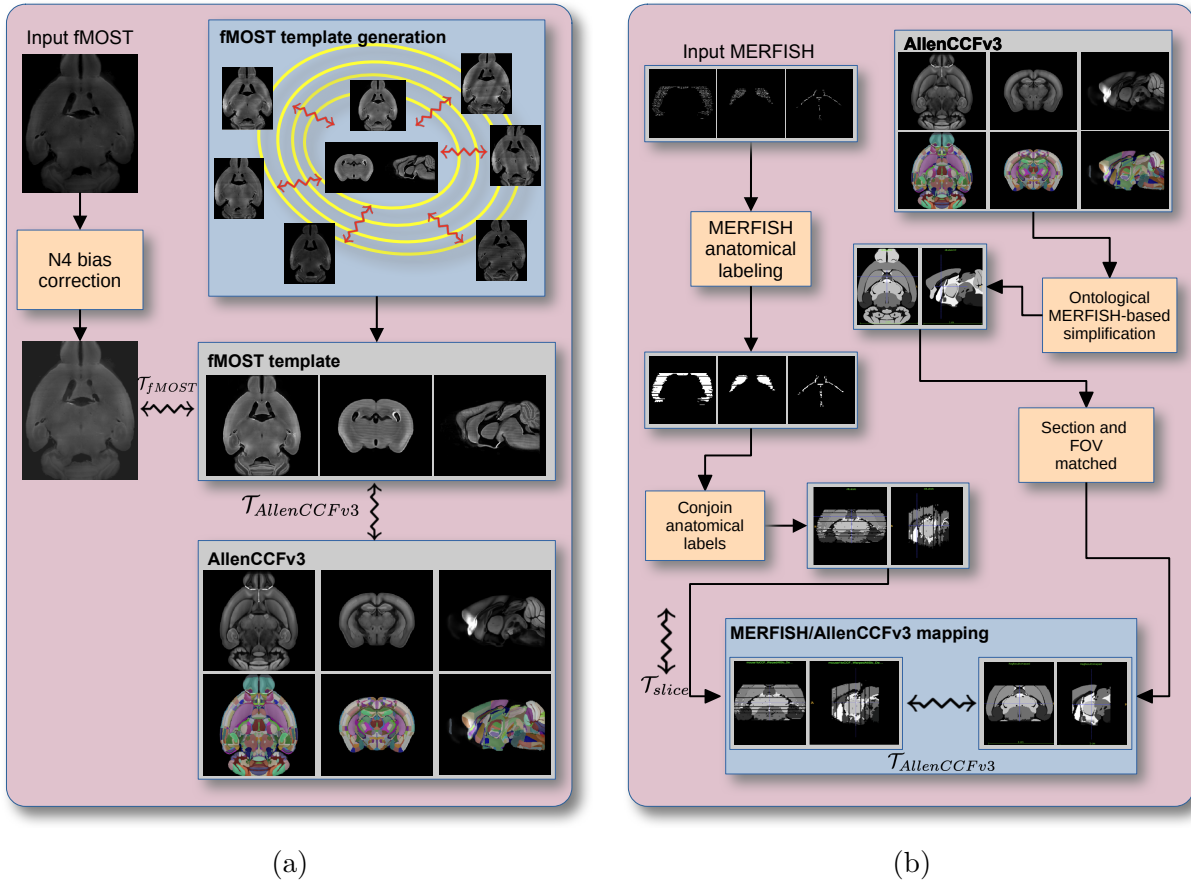 Input fMOST
fMOST template generation
N4 bias
correction
𝒯fMOST
fMOST template
𝒯AllenCCFv3
AllenCCFv3
(a)
Input MERFISH
AllenCCFv3
MERFISH
anatomical
labeling
Ontological
MERFISH-based
simplification
Section and
FOV
matched
Conjoin
anatomical
labels
𝒯slice
MERFISH/AllenCCFv3 mapping
𝒯AllenCCFv3
(b)